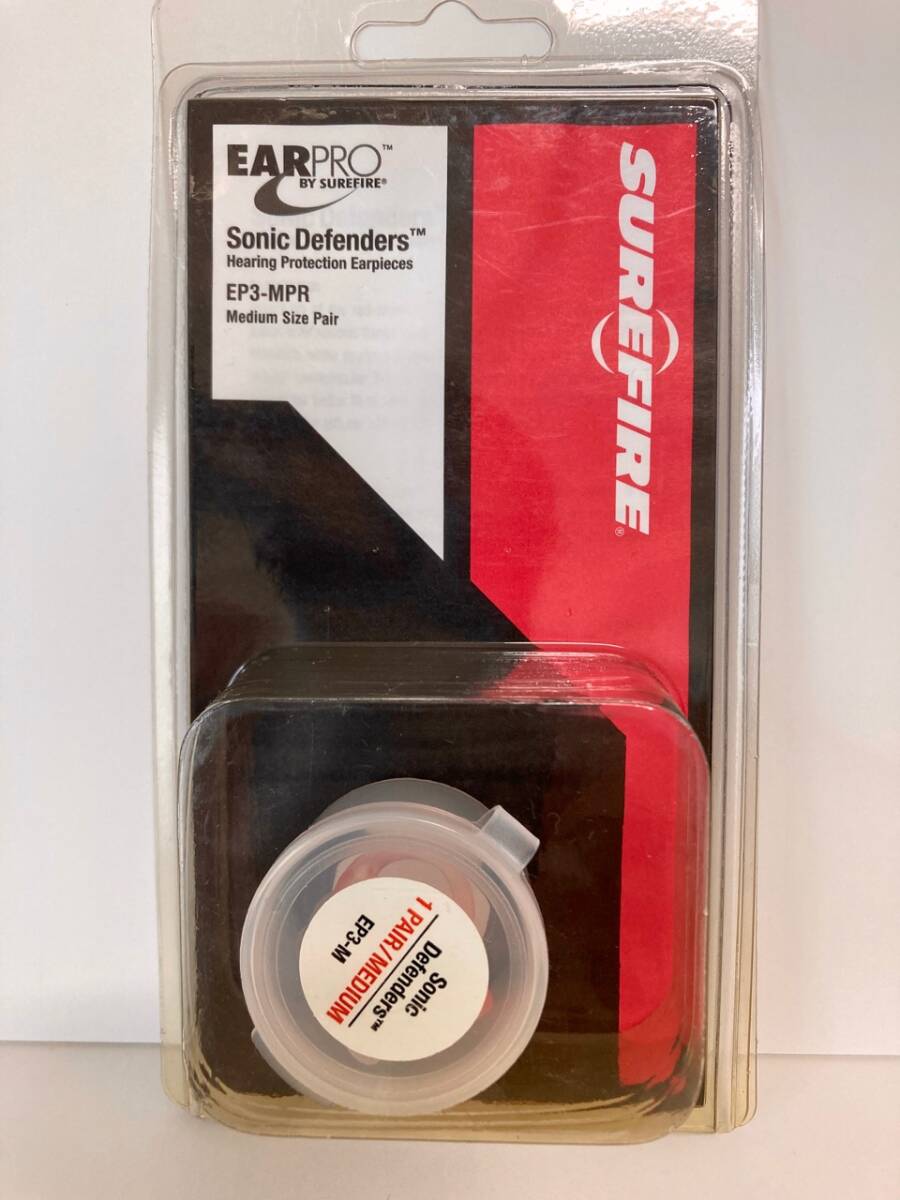 EARPRO™
BY SUREFIRE®
Sonic Defenders™
Hearing Protection Earpieces
EP3-MPR
Medium Size Pair
SUREFIRE®
Sonic
Defenders™
1 PAIR/MEDIUM
EP3-M